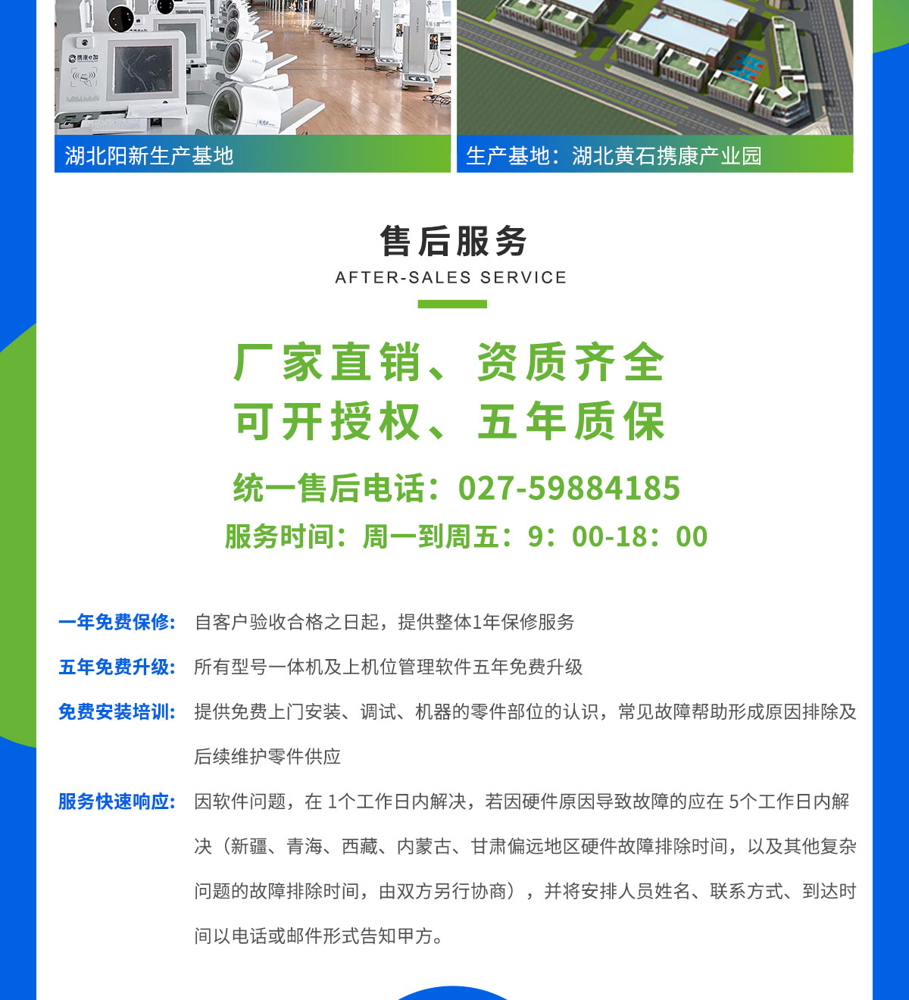 携康e加
湖北阳新生产基地
生产基地：湖北黄石携康产业园
售后服务
AFTER-SALES SERVICE
厂家直销、资质齐全
可开授权、五年质保
统一售后电话：027-59884185
服务时间：周一到周五：9：00-18：00
一年免费保修: 自客户验收合格之日起，提供整体1年保修服务
五年免费升级: 所有型号一体机及上机位管理软件五年免费升级
免费安装培训: 提供免费上门安装、调试、机器的零件部位的认识，常见故障帮助形成原因排除及
后续维护零件供应
服务快速响应: 因软件问题，在 1个工作日内解决，若因硬件原因导致故障的应在 5个工作日内解
决（新疆、青海、西藏、内蒙古、甘肃偏远地区硬件故障排除时间，以及其他复杂
问题的故障排除时间，由双方另行协商），并将安排人员姓名、联系方式、到达时
间以电话或邮件形式告知甲方。